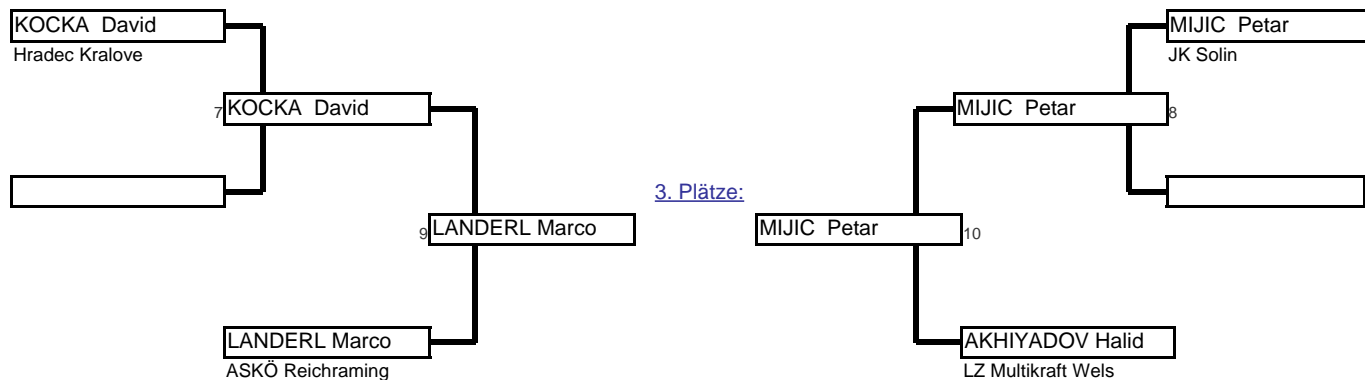 KOCKA David
Hradec Kralove
MIJIC Petar
JK Solin
7
KOCKA David
MIJIC Petar
8
3. Plätze:
9
LANDERL Marco
MIJIC Petar
10
LANDERL Marco
ASKÖ Reichraming
AKHIYADOV Halid
LZ Multikraft Wels